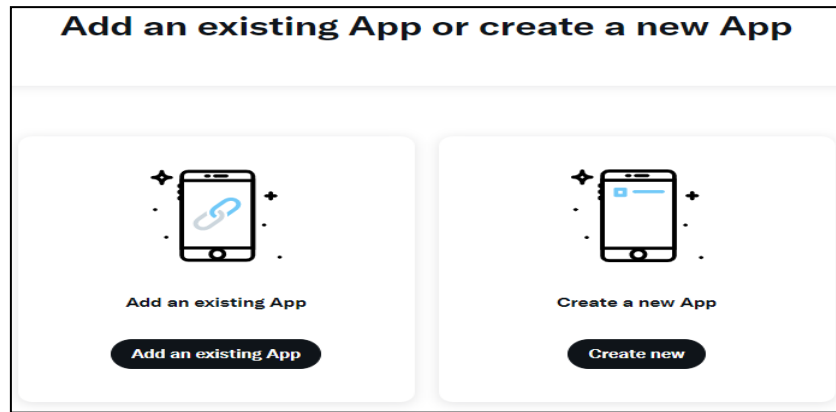 Add an existing App or create a new App
Add an existing App
Add an existing App
Create a new App
Create new